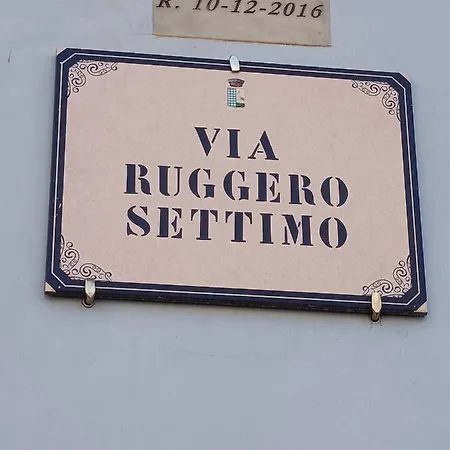 R. 10-12-2016
VIA
RUGGERO
SETTIMO